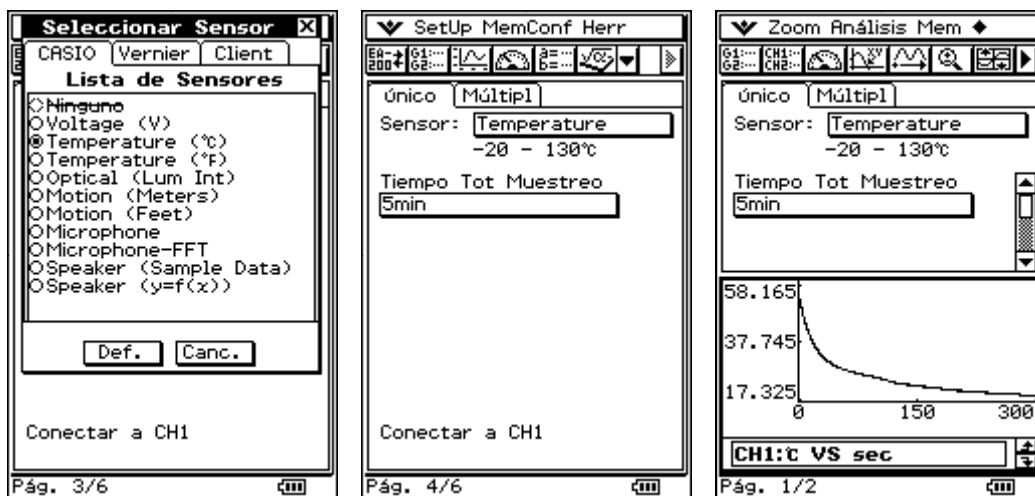 Seleccionar Sensor
CASIO Vernier Client
Lista de Sensores
Ninguno
Voltage (V)
Temperature (℃)
Temperature (℉)
Optical (Lum Int)
Motion (Meters)
Motion (Feet)
Microphone
Microphone-FFT
Speaker (Sample Data)
Speaker (y=f(x))
Def. Canc.
Conectar a CH1
Pág. 3/6
SetUp MemConf Herr
Único Múltipl
Sensor: Temperature
-20 - 130℃
Tiempo Tot Muestreo
5min
Conectar a CH1
Pág. 4/6
Zoom Análisis Mem
Único Múltipl
Sensor: Temperature
-20 - 130℃
Tiempo Tot Muestreo
5min
58.165
37.745
17.325
0 150 300
CH1:℃ VS sec
Pág. 1/2